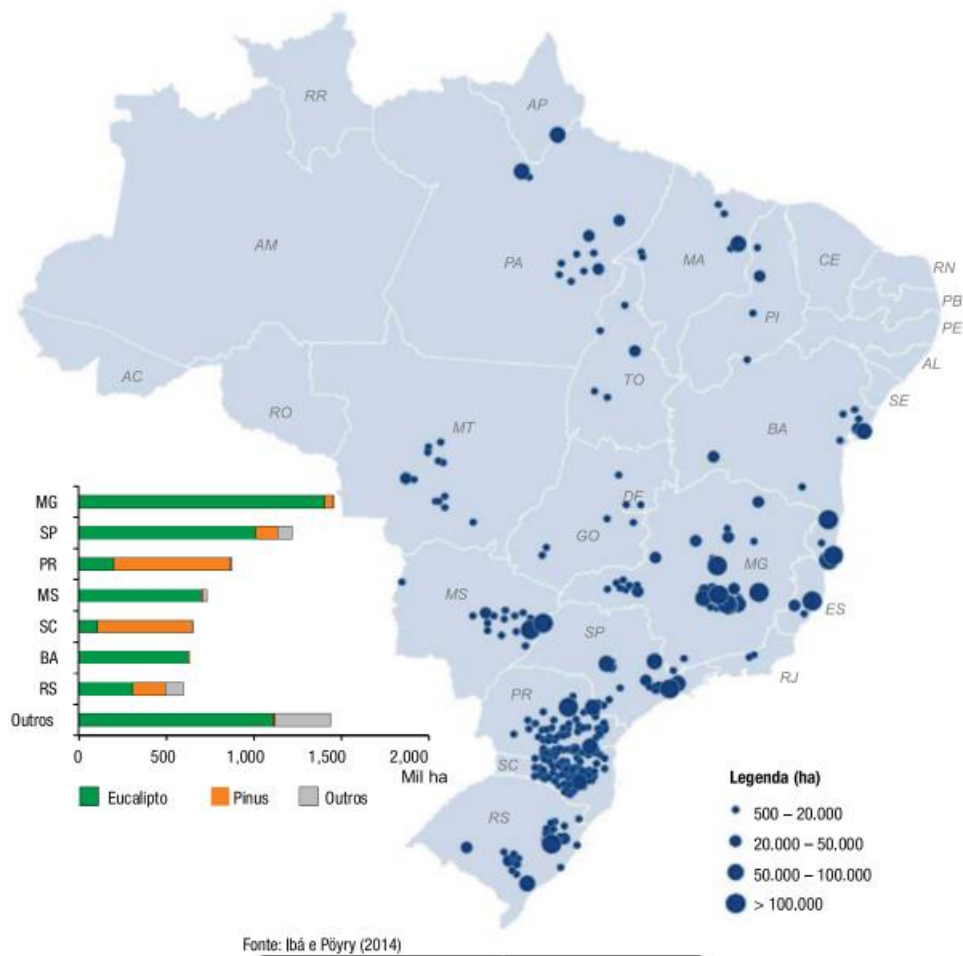 RR
AP
AM
PA
MA
CE
RN
PB
PE
PI
AL
AC
TO
SE
RO
MT
BA
DF
GO
MG
MS
ES
SP
RJ
PR
SC
RS
MG
SP
PR
MS
SC
BA
RS
Outros
0 500 1,000 1,500 2,000
Mil ha
Eucalipto Pinus Outros
Legenda (ha)
500 – 20.000
20.000 – 50.000
50.000 – 100.000
> 100.000
Fonte: Ibá e Pöyry (2014)